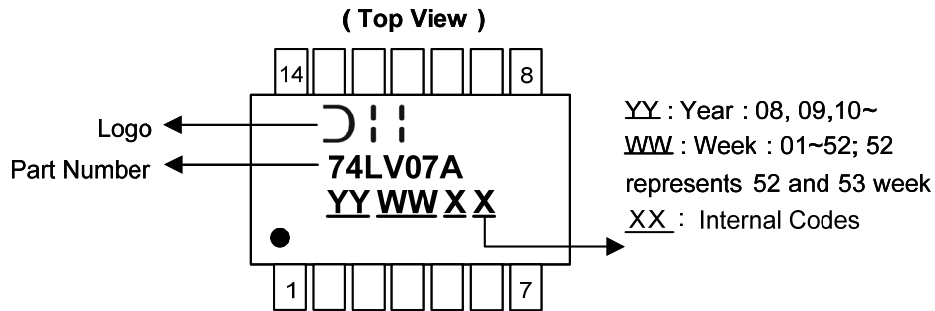 ( Top View )
14 8
Logo
74LV07A
Part Number
YY WW X X
1 7
YY : Year : 08, 09,10~
WW : Week : 01~52; 52
represents 52 and 53 week
XX : Internal Codes